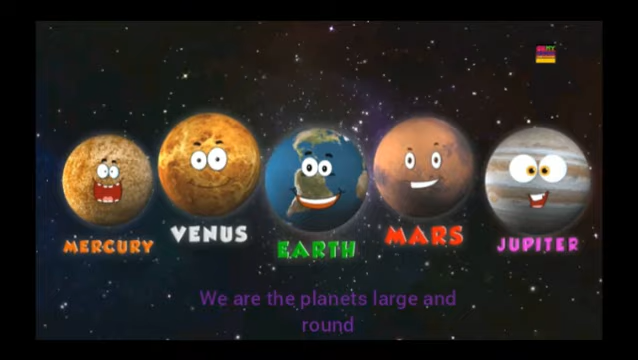 MERCURY
VENUS
EARTH
MARS
JUPITER
We are the planets large and
round